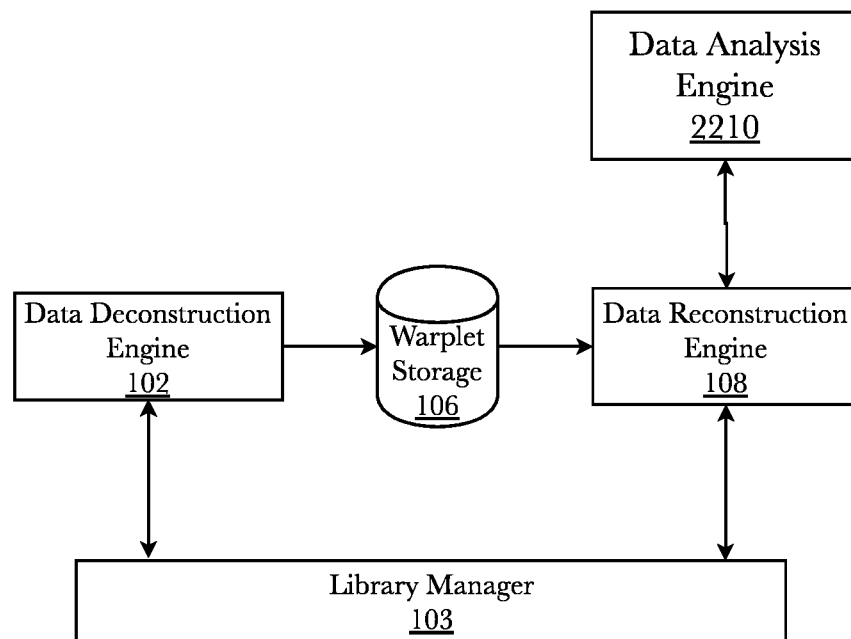 Data Analysis
Engine
2210
Data Deconstruction
Engine
102
Warplet
Storage
106
Data Reconstruction
Engine
108
Library Manager
103